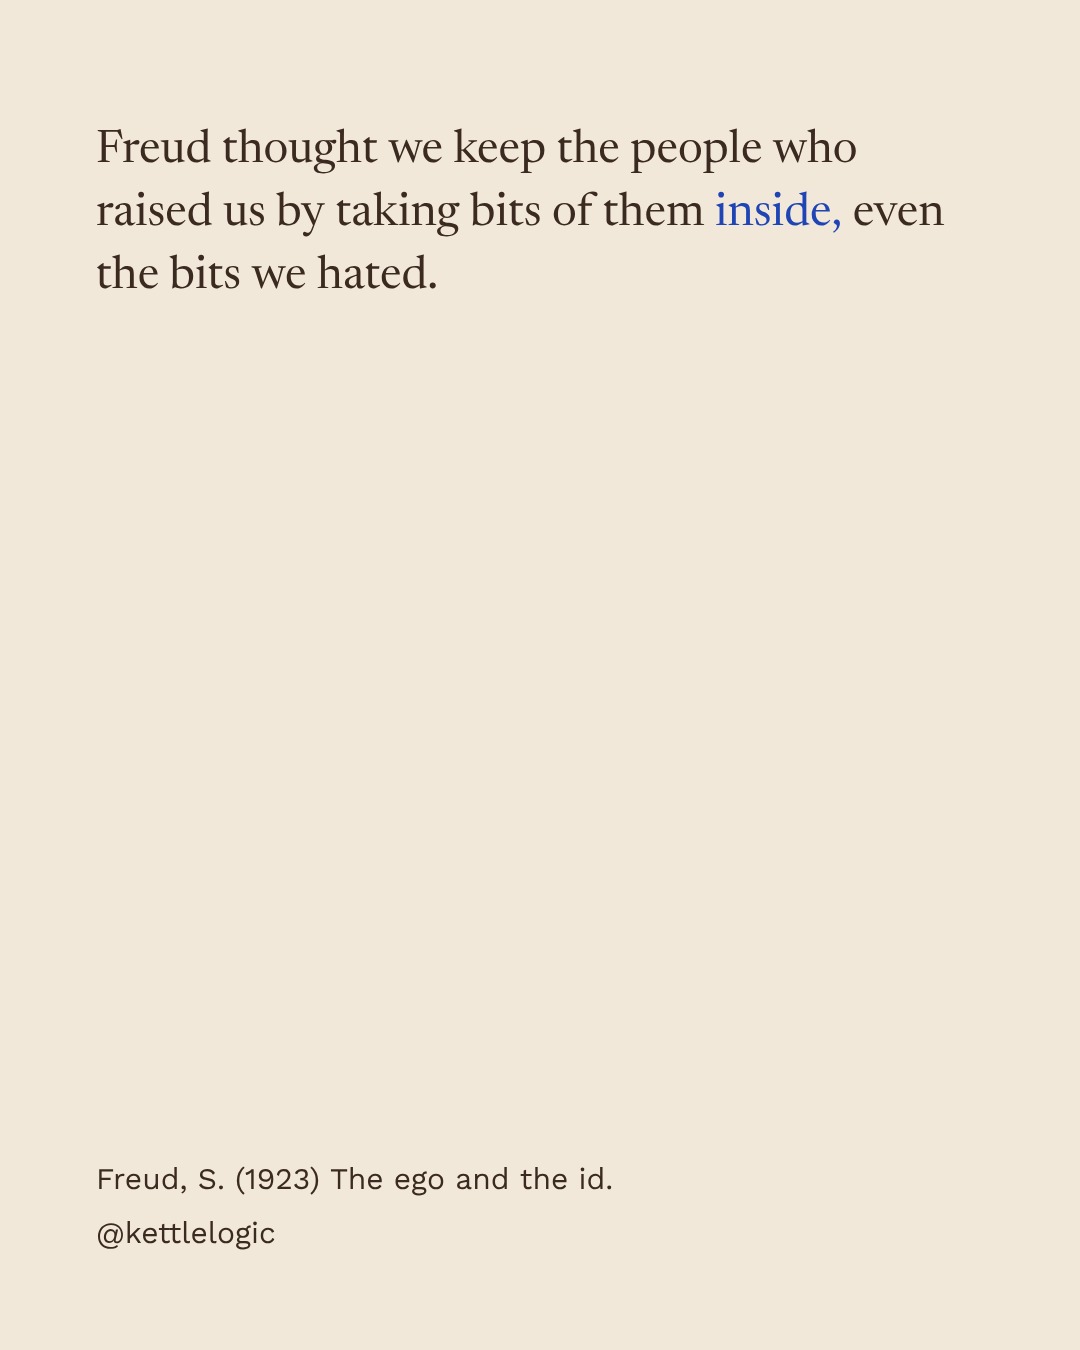 Freud thought we keep the people who
raised us by taking bits of them inside, even
the bits we hated.
Freud, S. (1923) The ego and the id.
@kettlelogic